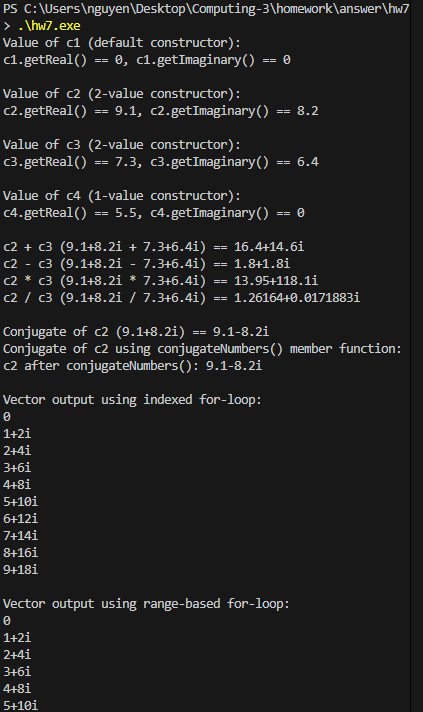 PS C:\Users\nguyen\Desktop\Computing-3\homework\answer\hw7
> .\hw7.exe
Value of c1 (default constructor):
c1.getReal() == 0, c1.getImaginary() == 0

Value of c2 (2-value constructor):
c2.getReal() == 9.1, c2.getImaginary() == 8.2

Value of c3 (2-value constructor):
c3.getReal() == 7.3, c3.getImaginary() == 6.4

Value of c4 (1-value constructor):
c4.getReal() == 5.5, c4.getImaginary() == 0

c2 + c3 (9.1+8.2i + 7.3+6.4i) == 16.4+14.6i
c2 - c3 (9.1+8.2i - 7.3+6.4i) == 1.8+1.8i
c2 * c3 (9.1+8.2i * 7.3+6.4i) == 13.95+118.1i
c2 / c3 (9.1+8.2i / 7.3+6.4i) == 1.26164+0.0171883i

Conjugate of c2 (9.1+8.2i) == 9.1-8.2i
Conjugate of c2 using conjugateNumbers() member function:
c2 after conjugateNumbers(): 9.1-8.2i

Vector output using indexed for-loop:
0
1+2i
2+4i
3+6i
4+8i
5+10i
6+12i
7+14i
8+16i
9+18i

Vector output using range-based for-loop:
0
1+2i
2+4i
3+6i
4+8i
5+10i